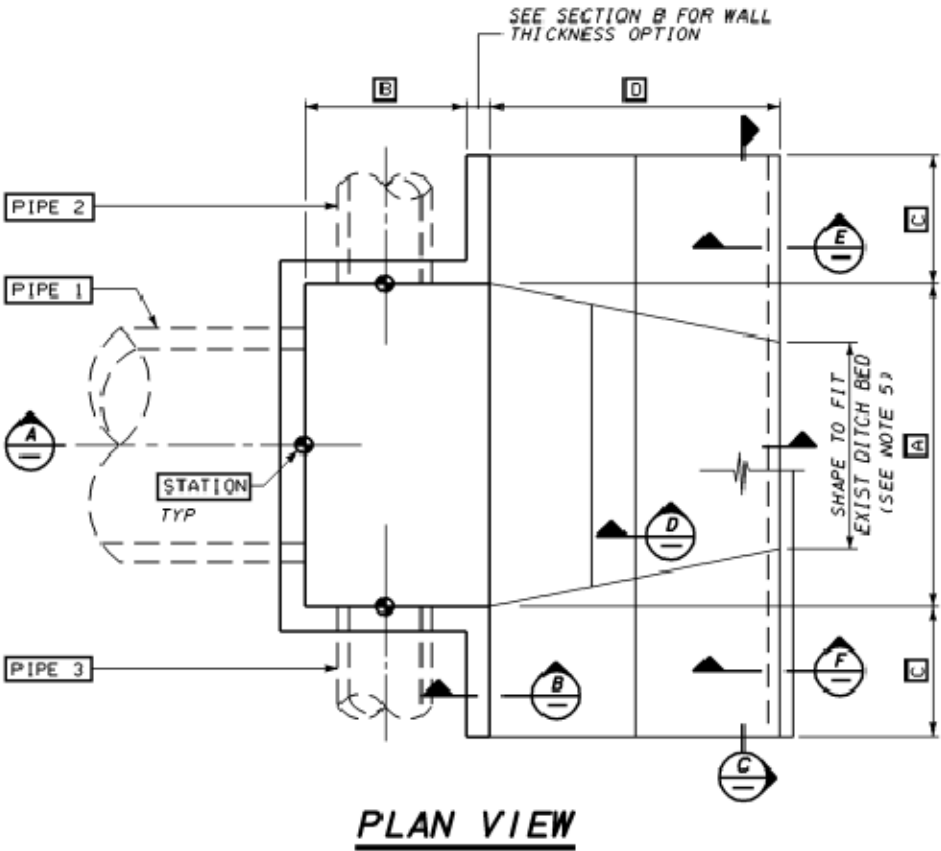 SEE SECTION B FOR WALL
THICKNESS OPTION
B
D
PIPE 2
C
E
PIPE 1
A
STATION
TYP
SHAPE TO FIT
EXIST DITCH BED
(SEE NOTE 5)
A
D
PIPE 3
B
F
C
C
PLAN VIEW